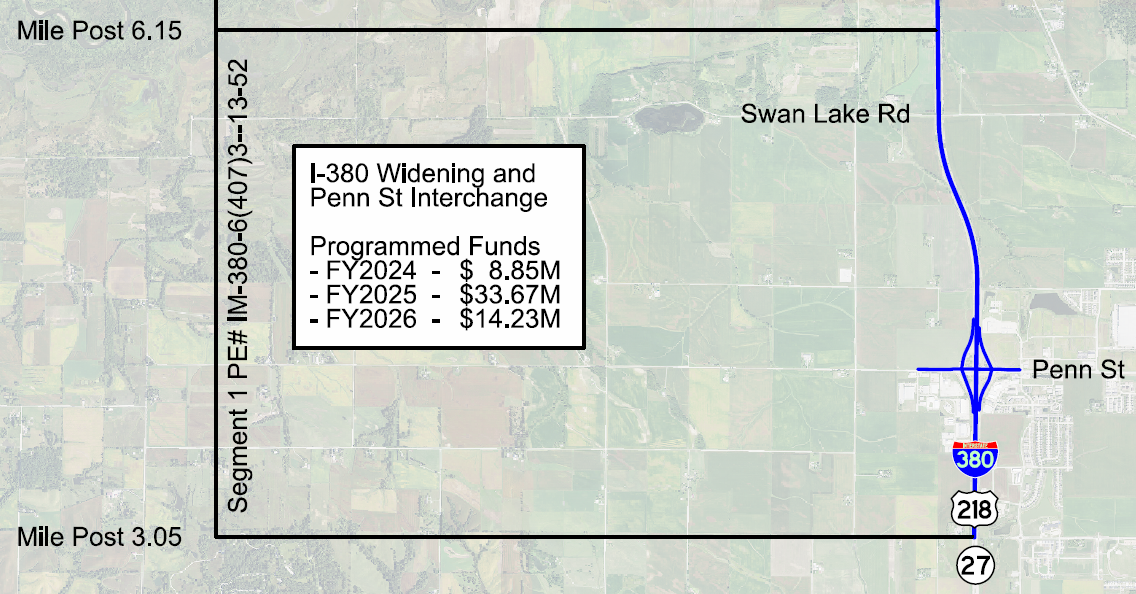 Mile Post 6.15
Segment 1 PE# IM-380-6(407)3--13-52
Swan Lake Rd
I-380 Widening and
Penn St Interchange
Programmed Funds
- FY2024 - $ 8.85M
- FY2025 - $33.67M
- FY2026 - $14.23M
Penn St
380
218
Mile Post 3.05
27